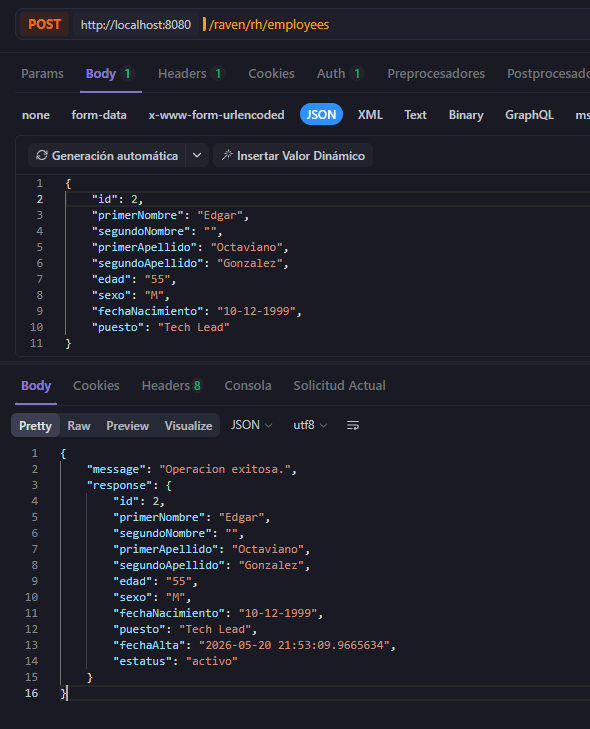 POST http://localhost:8080 /raven/rh/employees
Params Body 1 Headers 1 Cookies Auth 1 Preprocesadores Postprocesado
none form-data x-www-form-urlencoded JSON XML Text Binary GraphQL ms
Generación automática Insertar Valor Dinámico
1 {
2 "id": 2,
3 "primerNombre": "Edgar",
4 "segundoNombre": "",
5 "primerApellido": "Octaviano",
6 "segundoApellido": "Gonzalez",
7 "edad": "55",
8 "sexo": "M",
9 "fechaNacimiento": "10-12-1999",
10 "puesto": "Tech Lead"
11 }
Body Cookies Headers 8 Consola Solicitud Actual
Pretty Raw Preview Visualize JSON utf8
1 {
2 "message": "Operacion exitosa.",
3 "response": {
4 "id": 2,
5 "primerNombre": "Edgar",
6 "segundoNombre": "",
7 "primerApellido": "Octaviano",
8 "segundoApellido": "Gonzalez",
9 "edad": "55",
10 "sexo": "M",
11 "fechaNacimiento": "10-12-1999",
12 "puesto": "Tech Lead",
13 "fechaAlta": "2026-05-20 21:53:09.9665634",
14 "estatus": "activo"
15 }
16 }